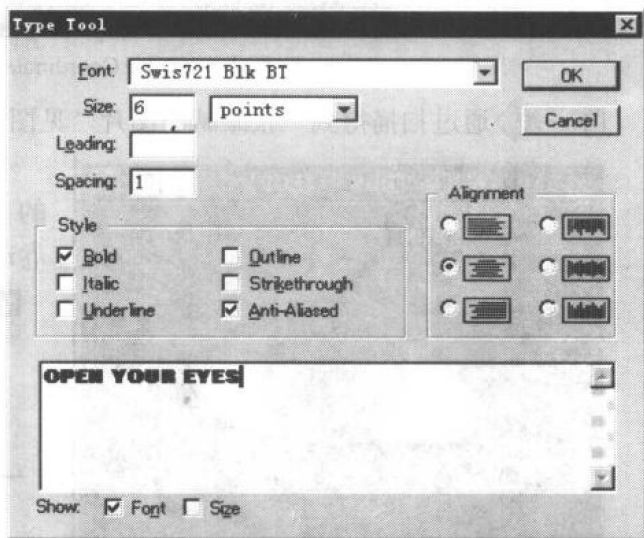 Type Tool
Font: Swis721 Blk BT
OK
Size: 6 points
Cancel
Leading:
Spacing: 1
Alignment
Style
Bold
Outline
Italic
Strikethrough
Underline
Anti-Aliased
OPEN YOUR EYES
Show: Font Size